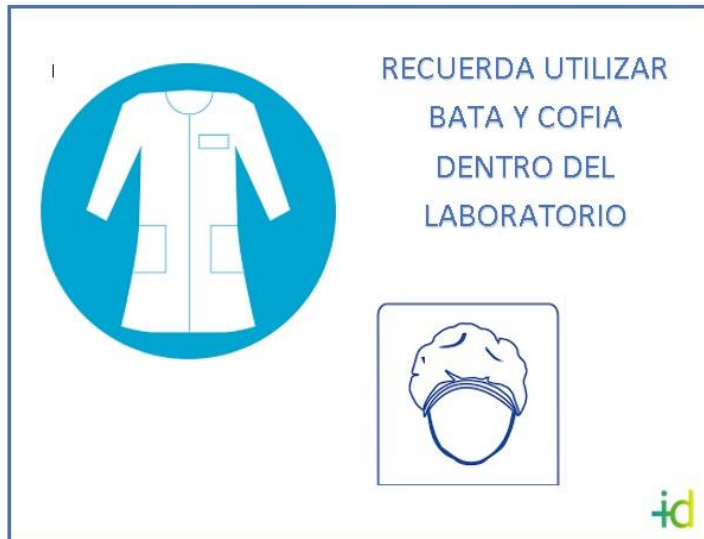 RECUERDA UTILIZAR
BATA Y COFIA
DENTRO DEL
LABORATORIO
+id